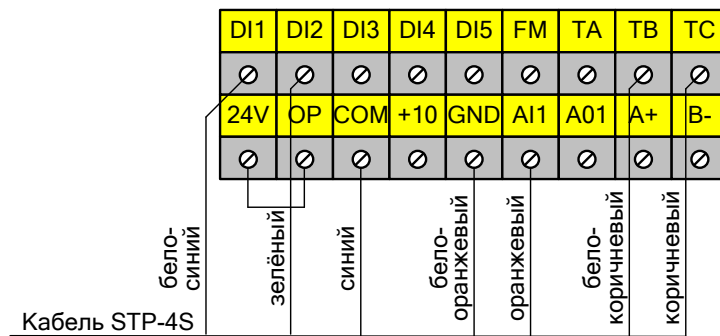 DI1 DI2 DI3 DI4 DI5 FM TA TB TC
24V OP COM +10 GND AI1 A01 A+ B-
бело-
синий
зелёный
синий
бело-
оранжевый
оранжевый
бело-
коричневый
коричневый
Кабель STP-4S